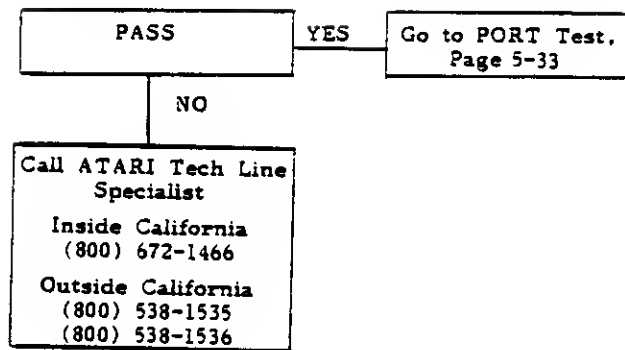 PASS
YES
Go to PORT Test,
Page 5-33
NO
Call ATARI Tech Line
Specialist
Inside California
(800) 672-1466
Outside California
(800) 538-1535
(800) 538-1536